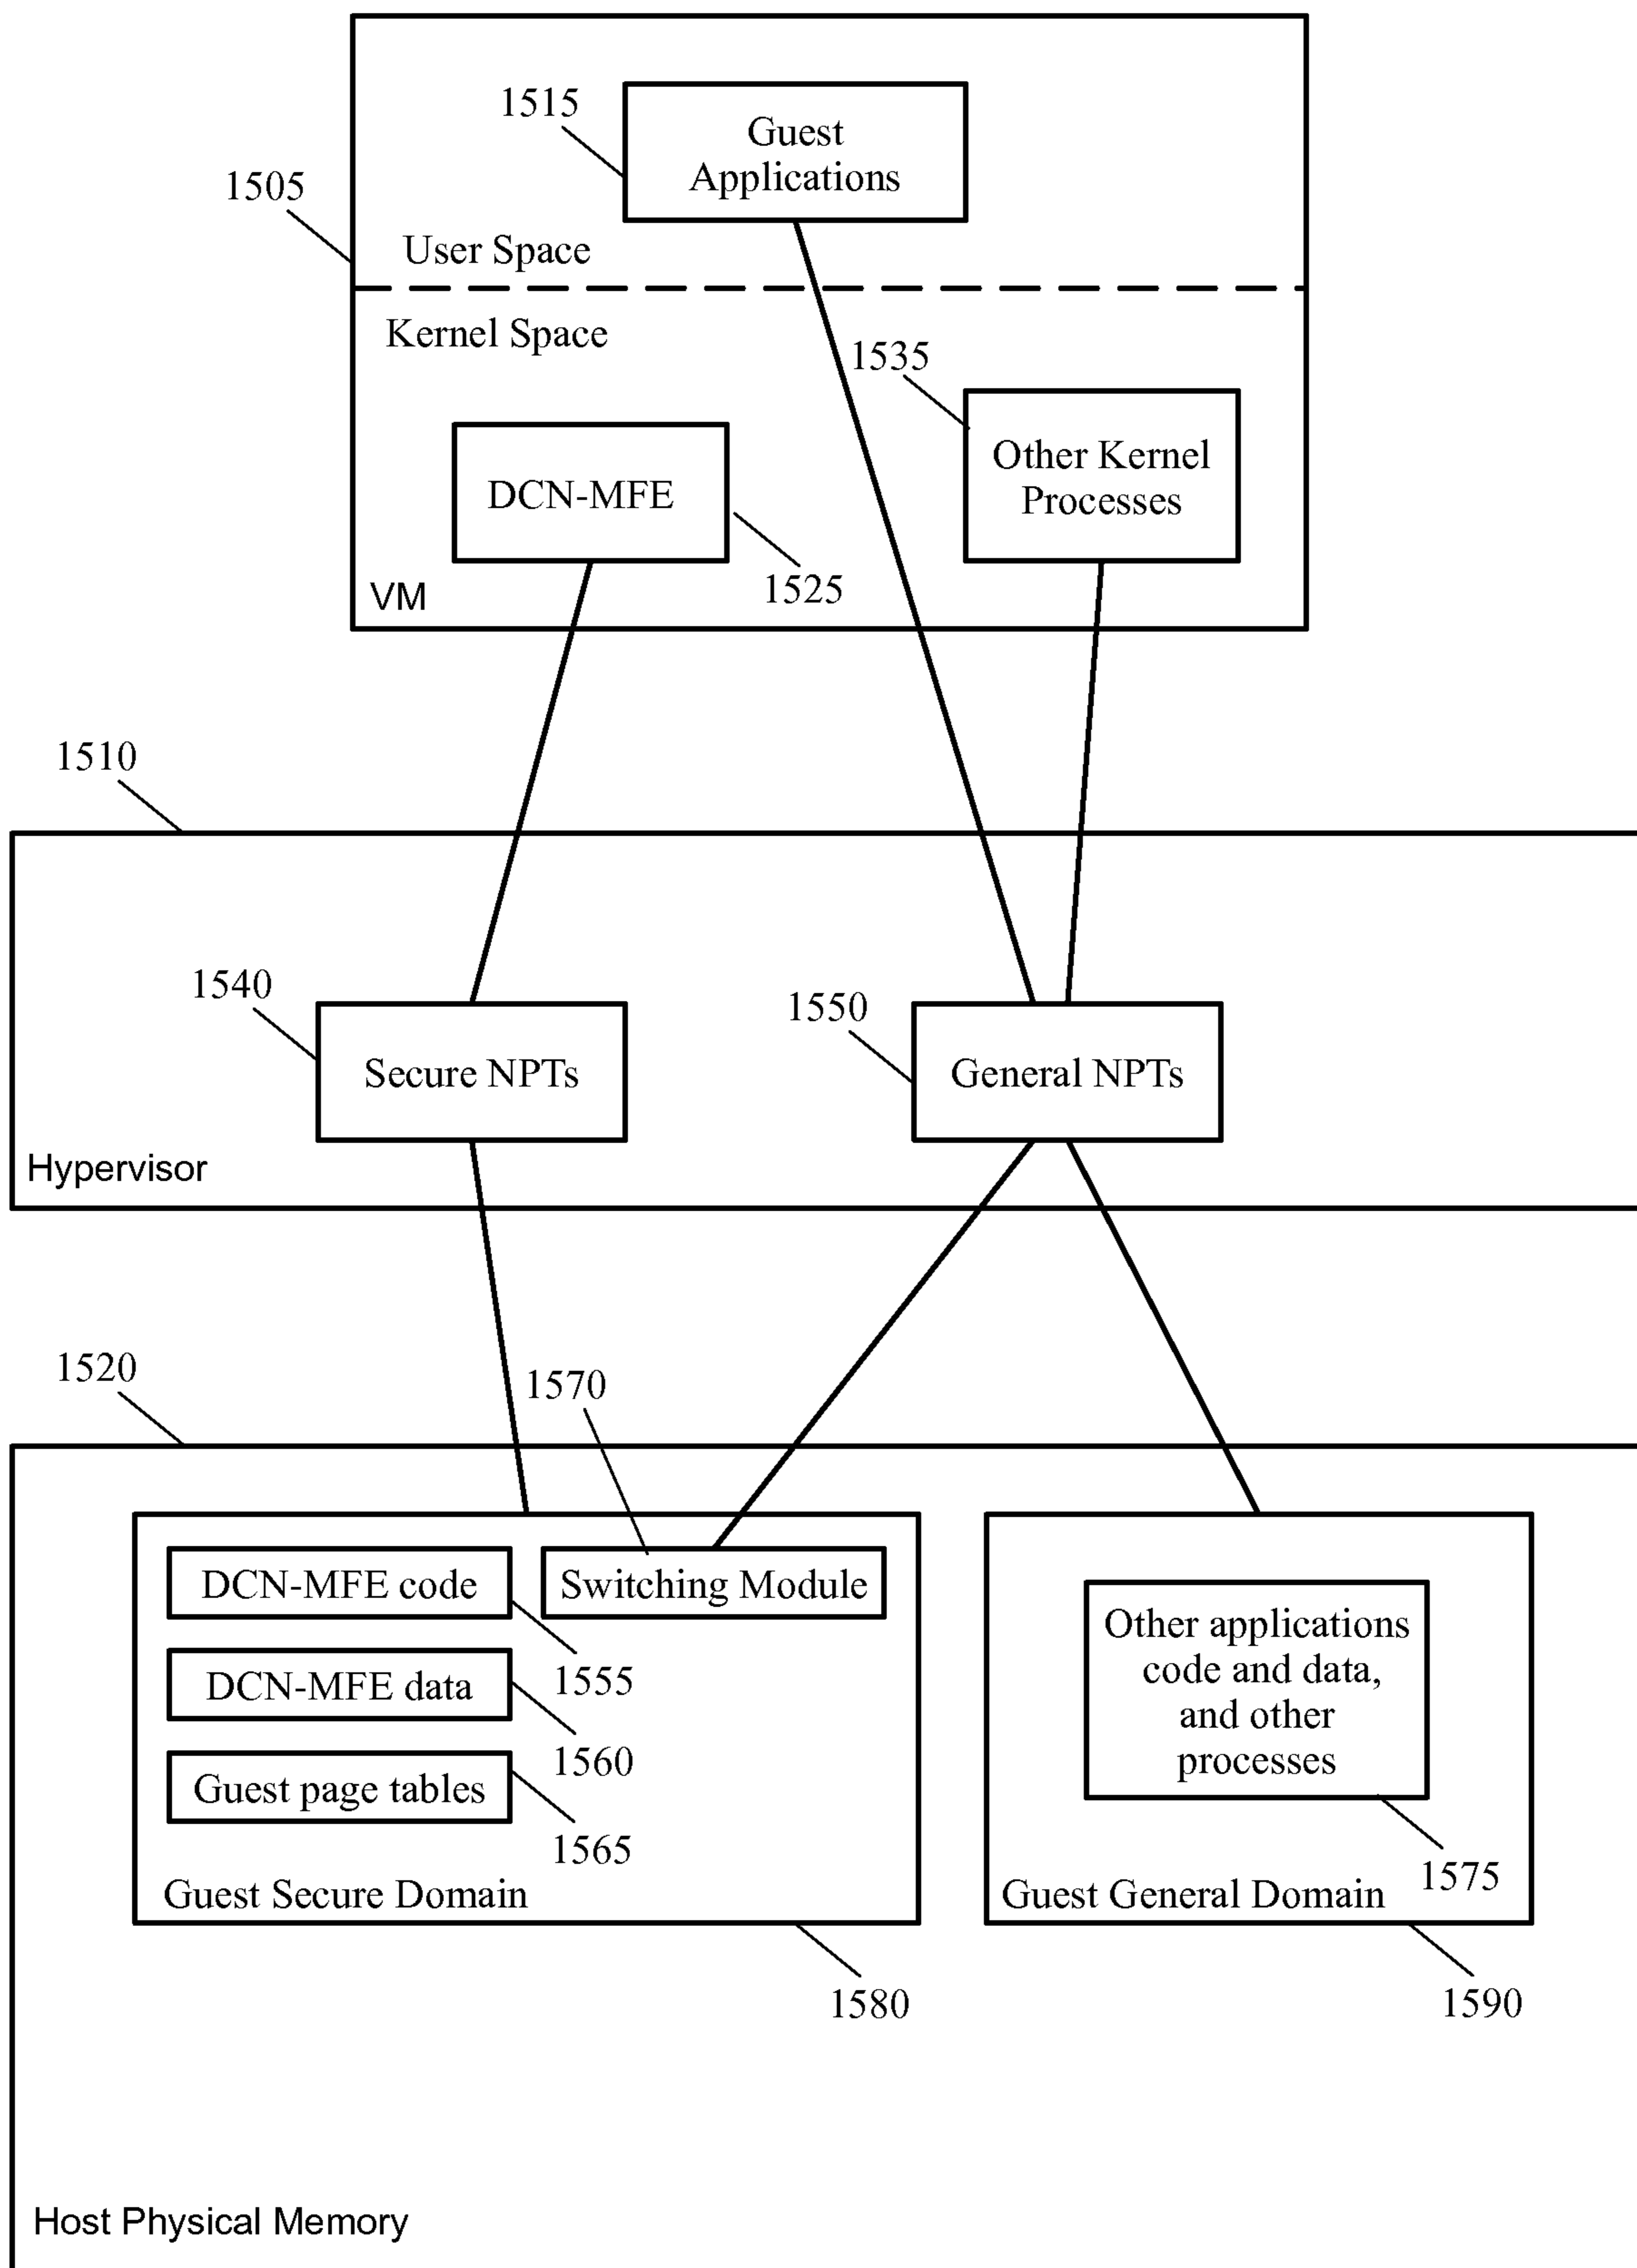 1515
Guest
Applications
1505
User Space
Kernel Space
1535
Other Kernel
Processes
DCN-MFE
1525
VM
1510
1540
1550
Secure NPTs
General NPTs
Hypervisor
1520
1570
DCN-MFE code
Switching Module
1555
DCN-MFE data
1560
Guest page tables
1565
Guest Secure Domain
1580
Other applications
code and data,
and other
processes
1575
Guest General Domain
1590
Host Physical Memory